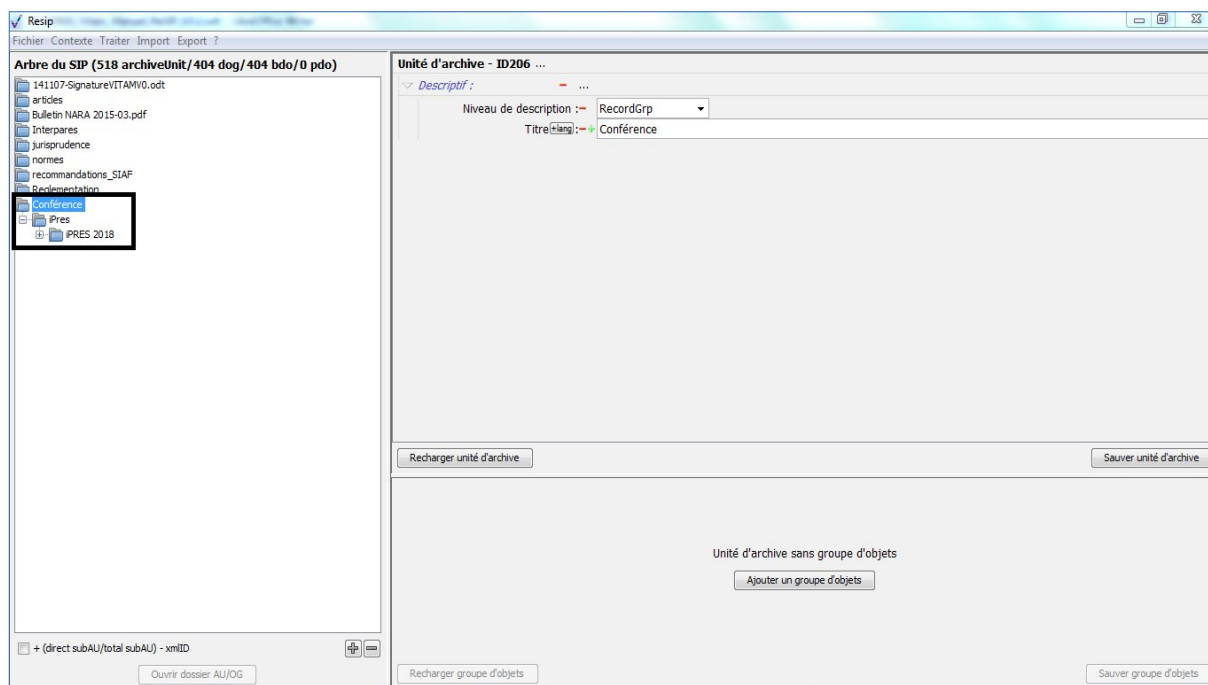 Resip
Fichier Contexte Traiter Import Export ?
Arbre du SIP (518 archiveUnit/404 dog/404 bdo/0 pdo)
141107-SignatureVITAMV0.odt
articles
Bulletin NARA 2015-03.pdf
Interpares
jurisprudence
normes
recommandations_SIAF
Reglementation
Conférence
iPres
iPRES 2018
+ (direct subAU/total subAU) - xmlID
Ouvrir dossier AU/OG
Unité d'archive - ID206 ...
Descriptif : - ...
Niveau de description :- RecordGrp
Titre +lang :- + Conférence
Recharger unité d'archive Sauver unité d'archive
Unité d'archive sans groupe d'objets
Ajouter un groupe d'objets
Recharger groupe d'objets Sauver groupe d'objets